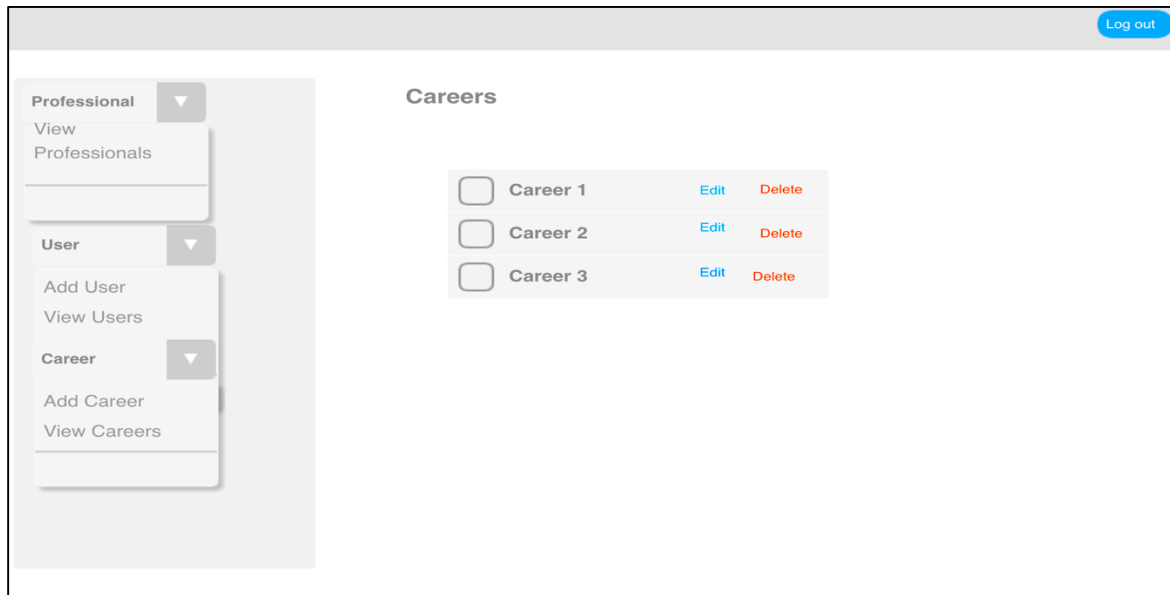 Log out
Professional
View
Professionals
User
Add User
View Users
Career
Add Career
View Careers
Careers
Career 1 Edit Delete
Career 2 Edit Delete
Career 3 Edit Delete